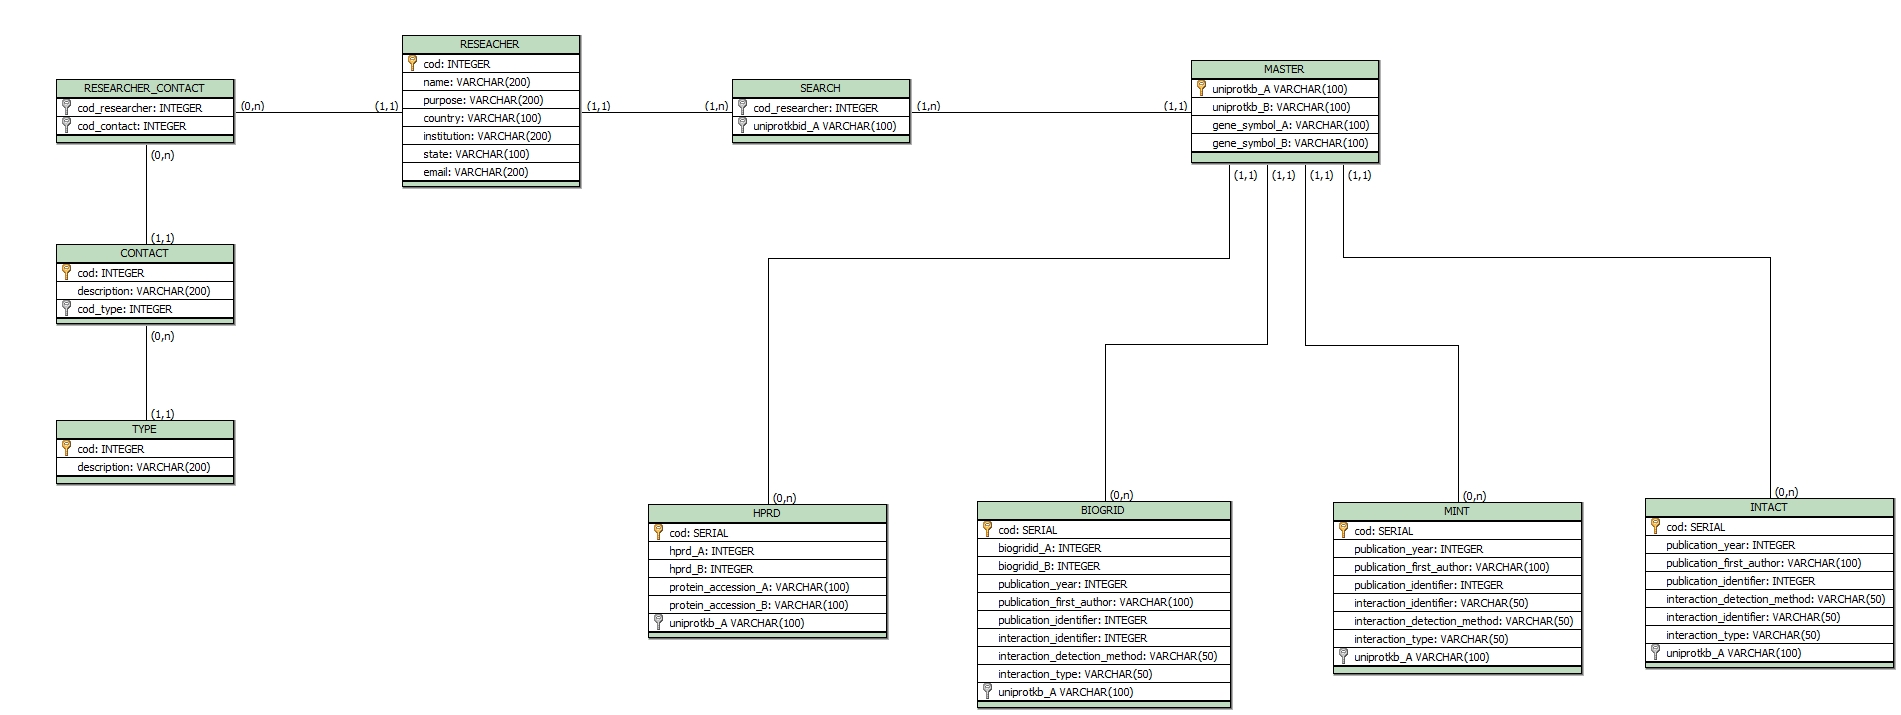 RESEACHER
cod: INTEGER
name: VARCHAR(200)
purpose: VARCHAR(200)
country: VARCHAR(100)
institution: VARCHAR(200)
state: VARCHAR(100)
email: VARCHAR(200)
RESEARCHER_CONTACT
cod_researcher: INTEGER
cod_contact: INTEGER
(0,n)
(1,1)
(1,1)
(1,n)
SEARCH
cod_researcher: INTEGER
uniprotkbid_A: VARCHAR(100)
(1,n)
(1,1)
MASTER
uniprotkb_A VARCHAR(100)
uniprotkb_B: VARCHAR(100)
gene_symbol_A: VARCHAR(100)
gene_symbol_B: VARCHAR(100)
(1,1)
(1,1)
(1,1)
(1,1)
(0,n)
(1,1)
CONTACT
cod: INTEGER
description: VARCHAR(200)
cod_type: INTEGER
(0,n)
(1,1)
TYPE
cod: INTEGER
description: VARCHAR(200)
(0,n)
HPRD
cod: SERIAL
hprd_A: INTEGER
hprd_B: INTEGER
protein_accession_A: VARCHAR(100)
protein_accession_B: VARCHAR(100)
uniprotkb_A VARCHAR(100)
(0,n)
BIOGRID
cod: SERIAL
biogridid_A: INTEGER
biogridid_B: INTEGER
publication_year: INTEGER
publication_first_author: VARCHAR(100)
publication_identifier: INTEGER
interaction_identifier: INTEGER
interaction_detection_method: VARCHAR(50)
interaction_type: VARCHAR(50)
uniprotkb_A VARCHAR(100)
(0,n)
MINT
cod: SERIAL
publication_year: INTEGER
publication_first_author: VARCHAR(100)
publication_identifier: INTEGER
interaction_identifier: VARCHAR(50)
interaction_detection_method: VARCHAR(50)
interaction_type: VARCHAR(50)
uniprotkb_A VARCHAR(100)
(0,n)
INTACT
cod: SERIAL
publication_year: INTEGER
publication_first_author: VARCHAR(100)
publication_identifier: INTEGER
interaction_detection_method: VARCHAR(50)
interaction_identifier: VARCHAR(50)
interaction_type: VARCHAR(50)
uniprotkb_A VARCHAR(100)